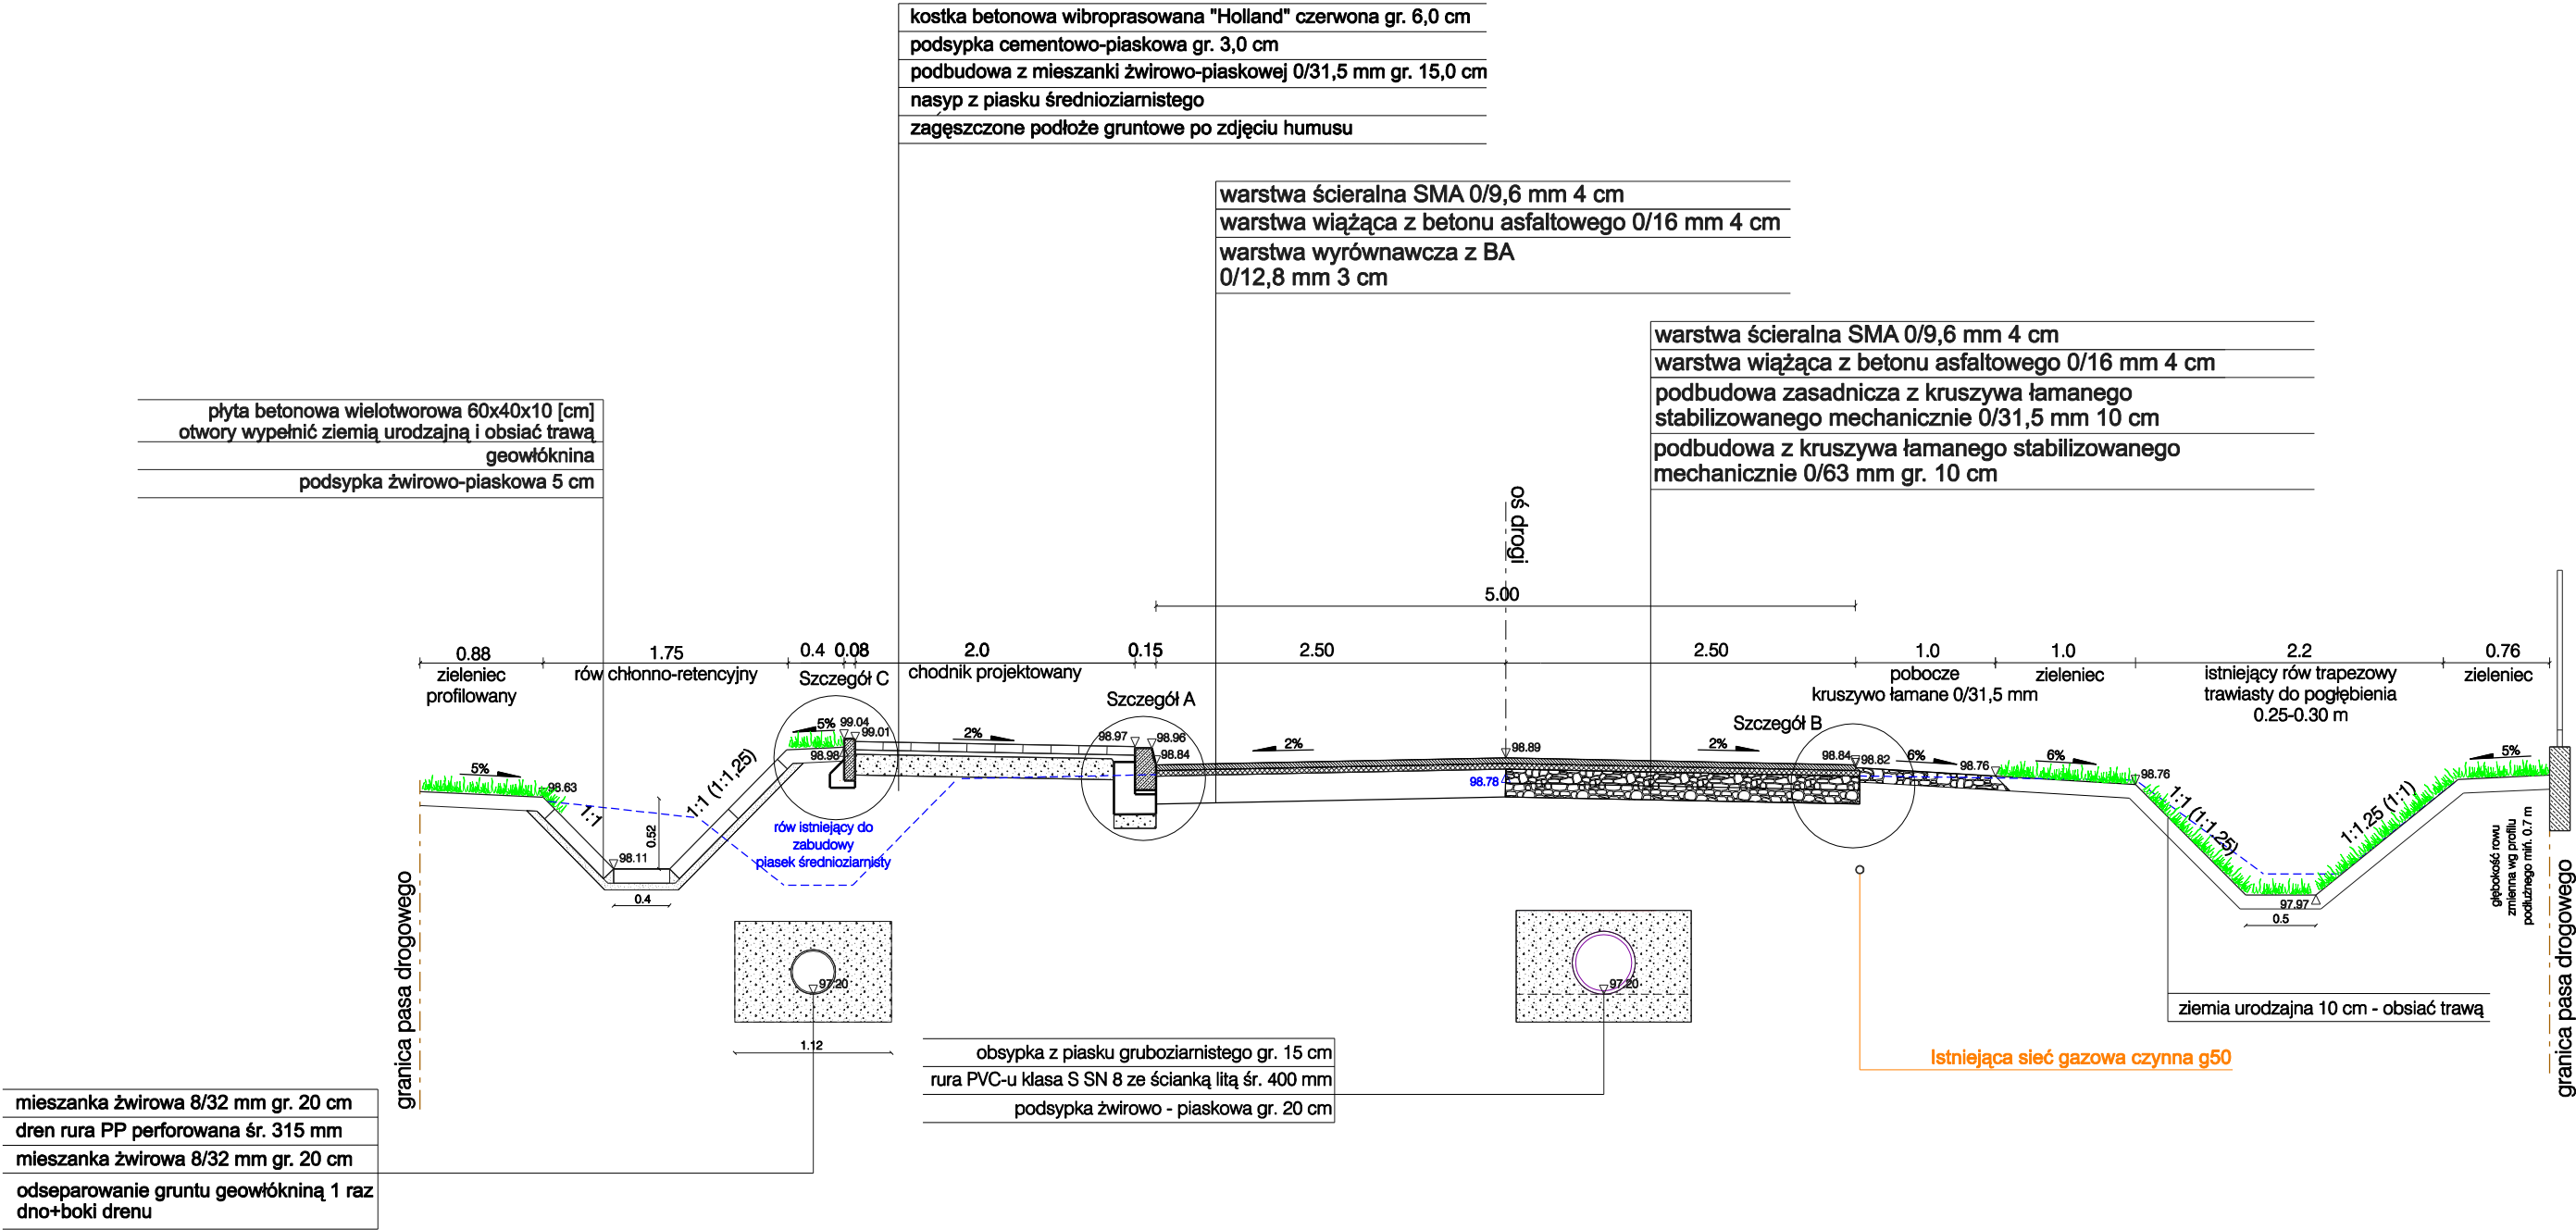 kostka betonowa wibroprasowana "Holland" czerwona gr. 6,0 cm
podsypka cementowo-piaskowa gr. 3,0 cm
podbudowa z mieszanki żwirowo-piaskowej 0/31,5 mm gr. 15,0 cm
nasyp z piasku średnioziarnistego
zagęszczone podłoże gruntowe po zdjęciu humusu
warstwa ścieralna SMA 0/9,6 mm 4 cm
warstwa wiążąca z betonu asfaltowego 0/16 mm 4 cm
warstwa wyrównawcza z BA
0/12,8 mm 3 cm
warstwa ścieralna SMA 0/9,6 mm 4 cm
warstwa wiążąca z betonu asfaltowego 0/16 mm 4 cm
podbudowa zasadnicza z kruszywa łamanego
stabilizowanego mechanicznie 0/31,5 mm 10 cm
podbudowa z kruszywa łamanego stabilizowanego
mechanicznie 0/63 mm gr. 10 cm
płyta betonowa wielotworowa 60x40x10 [cm]
otwory wypełnić ziemią urodzajną i obsiać trawą
geowłóknina
podsypka żwirowo-piaskowa 5 cm
oś drogi
5.00
0.88
1.75
0.4
0.08
2.0
0.15
2.50
2.50
1.0
1.0
2.2
0.76
zieleniec
profilowany
rów chłonno-retencyjny
Szczegół C
chodnik projektowany
Szczegół A
pobocze
kruszywo łamane 0/31,5 mm
zieleniec
istniejący rów trapezowy
trawiasty do pogłębienia
0.25-0.30 m
zieleniec
Szczegół B
5%
98.63
1:1
0.52
98.11
0.4
1:1 (1:1,25)
5%
99.04
99.01
98.98
2%
98.97
98.96
98.84
2%
98.89
98.78
2%
98.84
98.82
6%
98.76
6%
98.76
1:1 (1:1.25)
1:1.25 (1:1)
5%
97.97
0.5
rów istniejący do
zabudowy
piasek średnioziarnisty
głębokość rowu
zmienna wg profilu
podłużnego min. 0.7 m
granica pasa drogowego
granica pasa drogowego
97.20
1.12
97.20
obsypka z piasku gruboziarnistego gr. 15 cm
rura PVC-u klasa S SN 8 ze ścianką litą śr. 400 mm
podsypka żwirowo - piaskowa gr. 20 cm
ziemia urodzajna 10 cm - obsiać trawą
Istniejąca sieć gazowa czynna g50
mieszanka żwirowa 8/32 mm gr. 20 cm
dren rura PP perforowana śr. 315 mm
mieszanka żwirowa 8/32 mm gr. 20 cm
odseparowanie gruntu geowłókniną 1 raz
dno+boki drenu